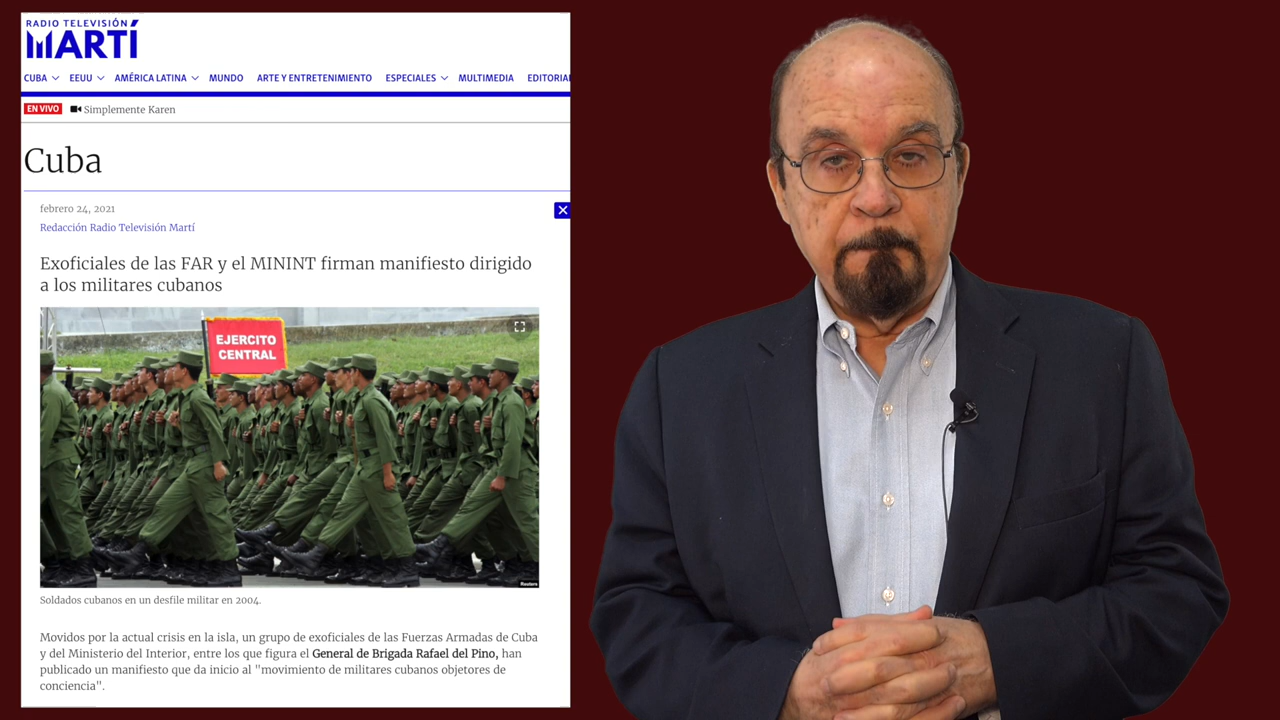 RADIO TELEVISIÓN
MARTÍ
CUBA EEUU AMÉRICA LATINA MUNDO ARTE Y ENTRETENIMIENTO ESPECIALES MULTIMEDIA EDITORIAL
EN VIVO Simplemente Karen
Cuba
febrero 24, 2021
Redacción Radio Televisión Martí
Exoficiales de las FAR y el MININT firman manifiesto dirigido
a los militares cubanos
EJERCITO
CENTRAL
Reuters
Soldados cubanos en un desfile militar en 2004.
Movidos por la actual crisis en la isla, un grupo de exoficiales de las Fuerzas Armadas de Cuba
y del Ministerio del Interior, entre los que figura el General de Brigada Rafael del Pino, han
publicado un manifiesto que da inicio al "movimiento de militares cubanos objetores de
conciencia".